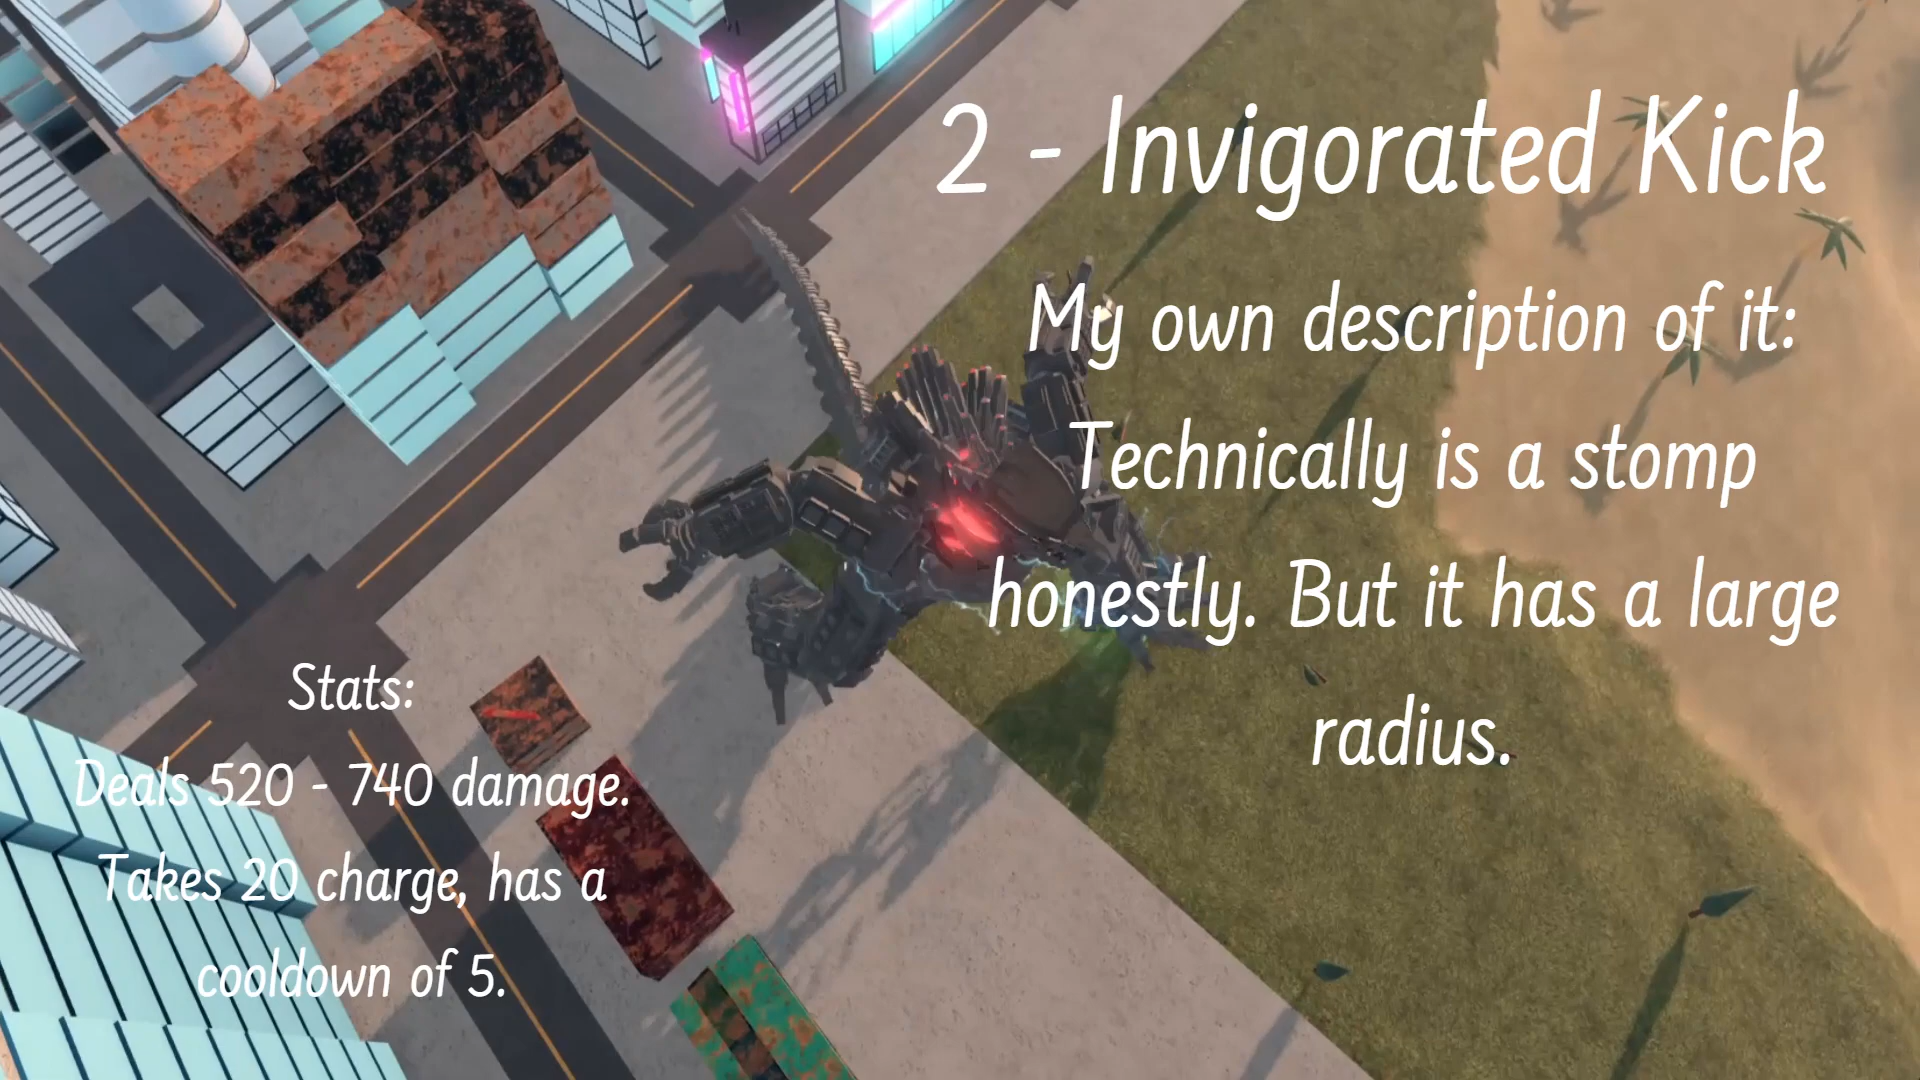 2 - Invigorated Kick
My own description of it:
Technically is a stomp
honestly. But it has a large
radius.
Stats:
Deals 520 - 740 damage.
Takes 20 charge, has a
cooldown of 5.